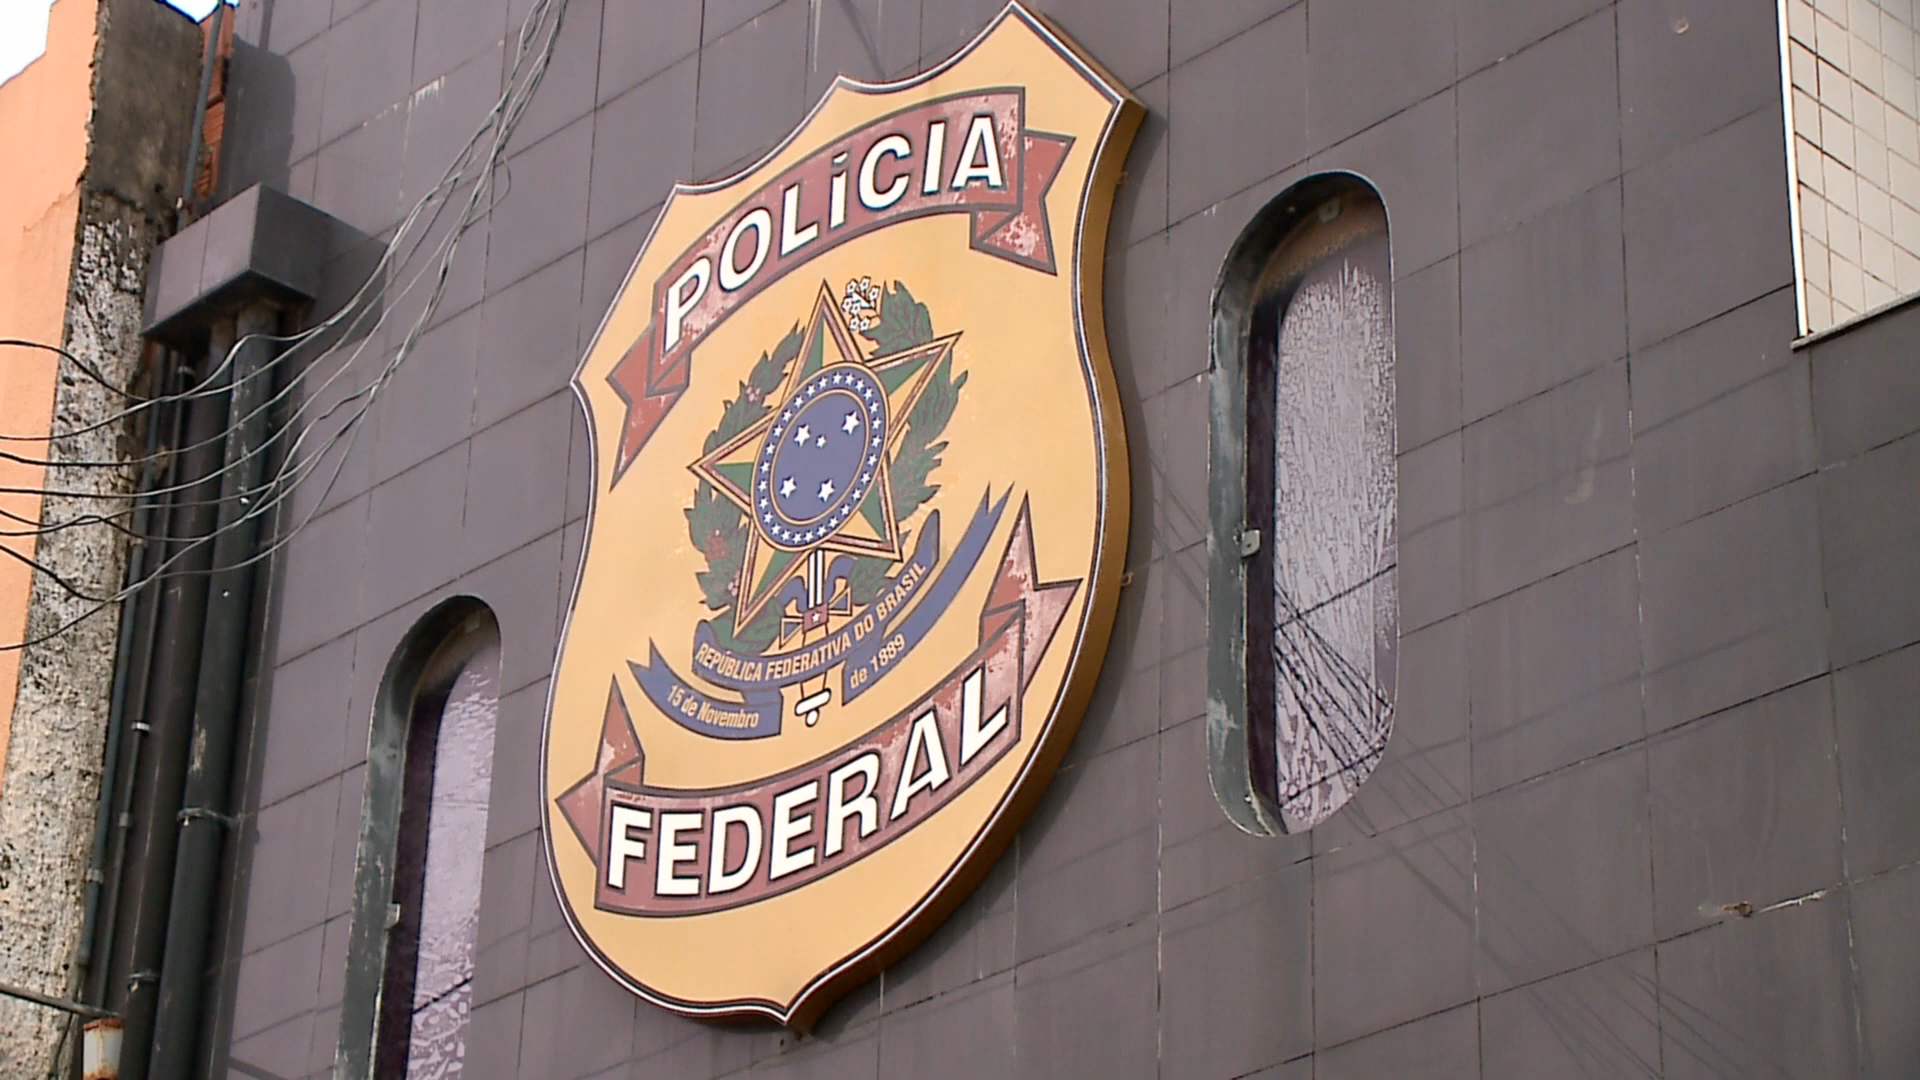 POLíCIA
REPÚBLICA FEDERATIVA DO BRASIL
15 de Novembro de 1889
FEDERAL